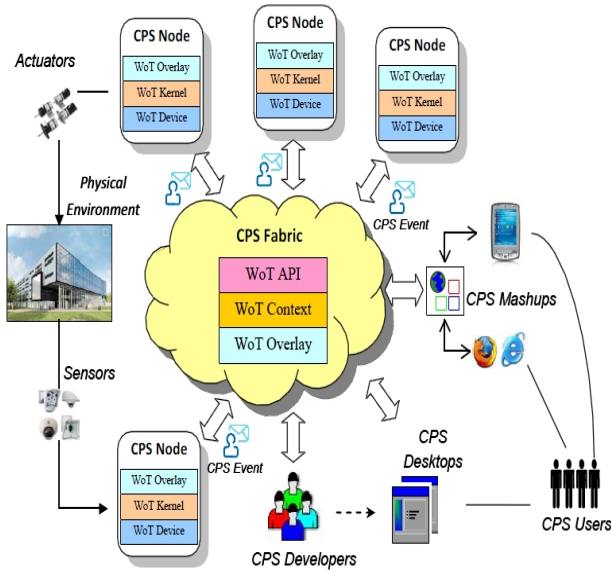 CPS Node
WoT Overlay
WoT Kernel
WoT Device
CPS Node
WoT Overlay
WoT Kernel
WoT Device
CPS Node
WoT Overlay
WoT Kernel
WoT Device
Actuators
Physical
Environment
CPS Event
CPS Fabric
WoT API
WoT Context
WoT Overlay
CPS Mashups
Sensors
CPS Node
WoT Overlay
WoT Kernel
WoT Device
CPS Event
CPS Developers
CPS
Desktops
CPS Users